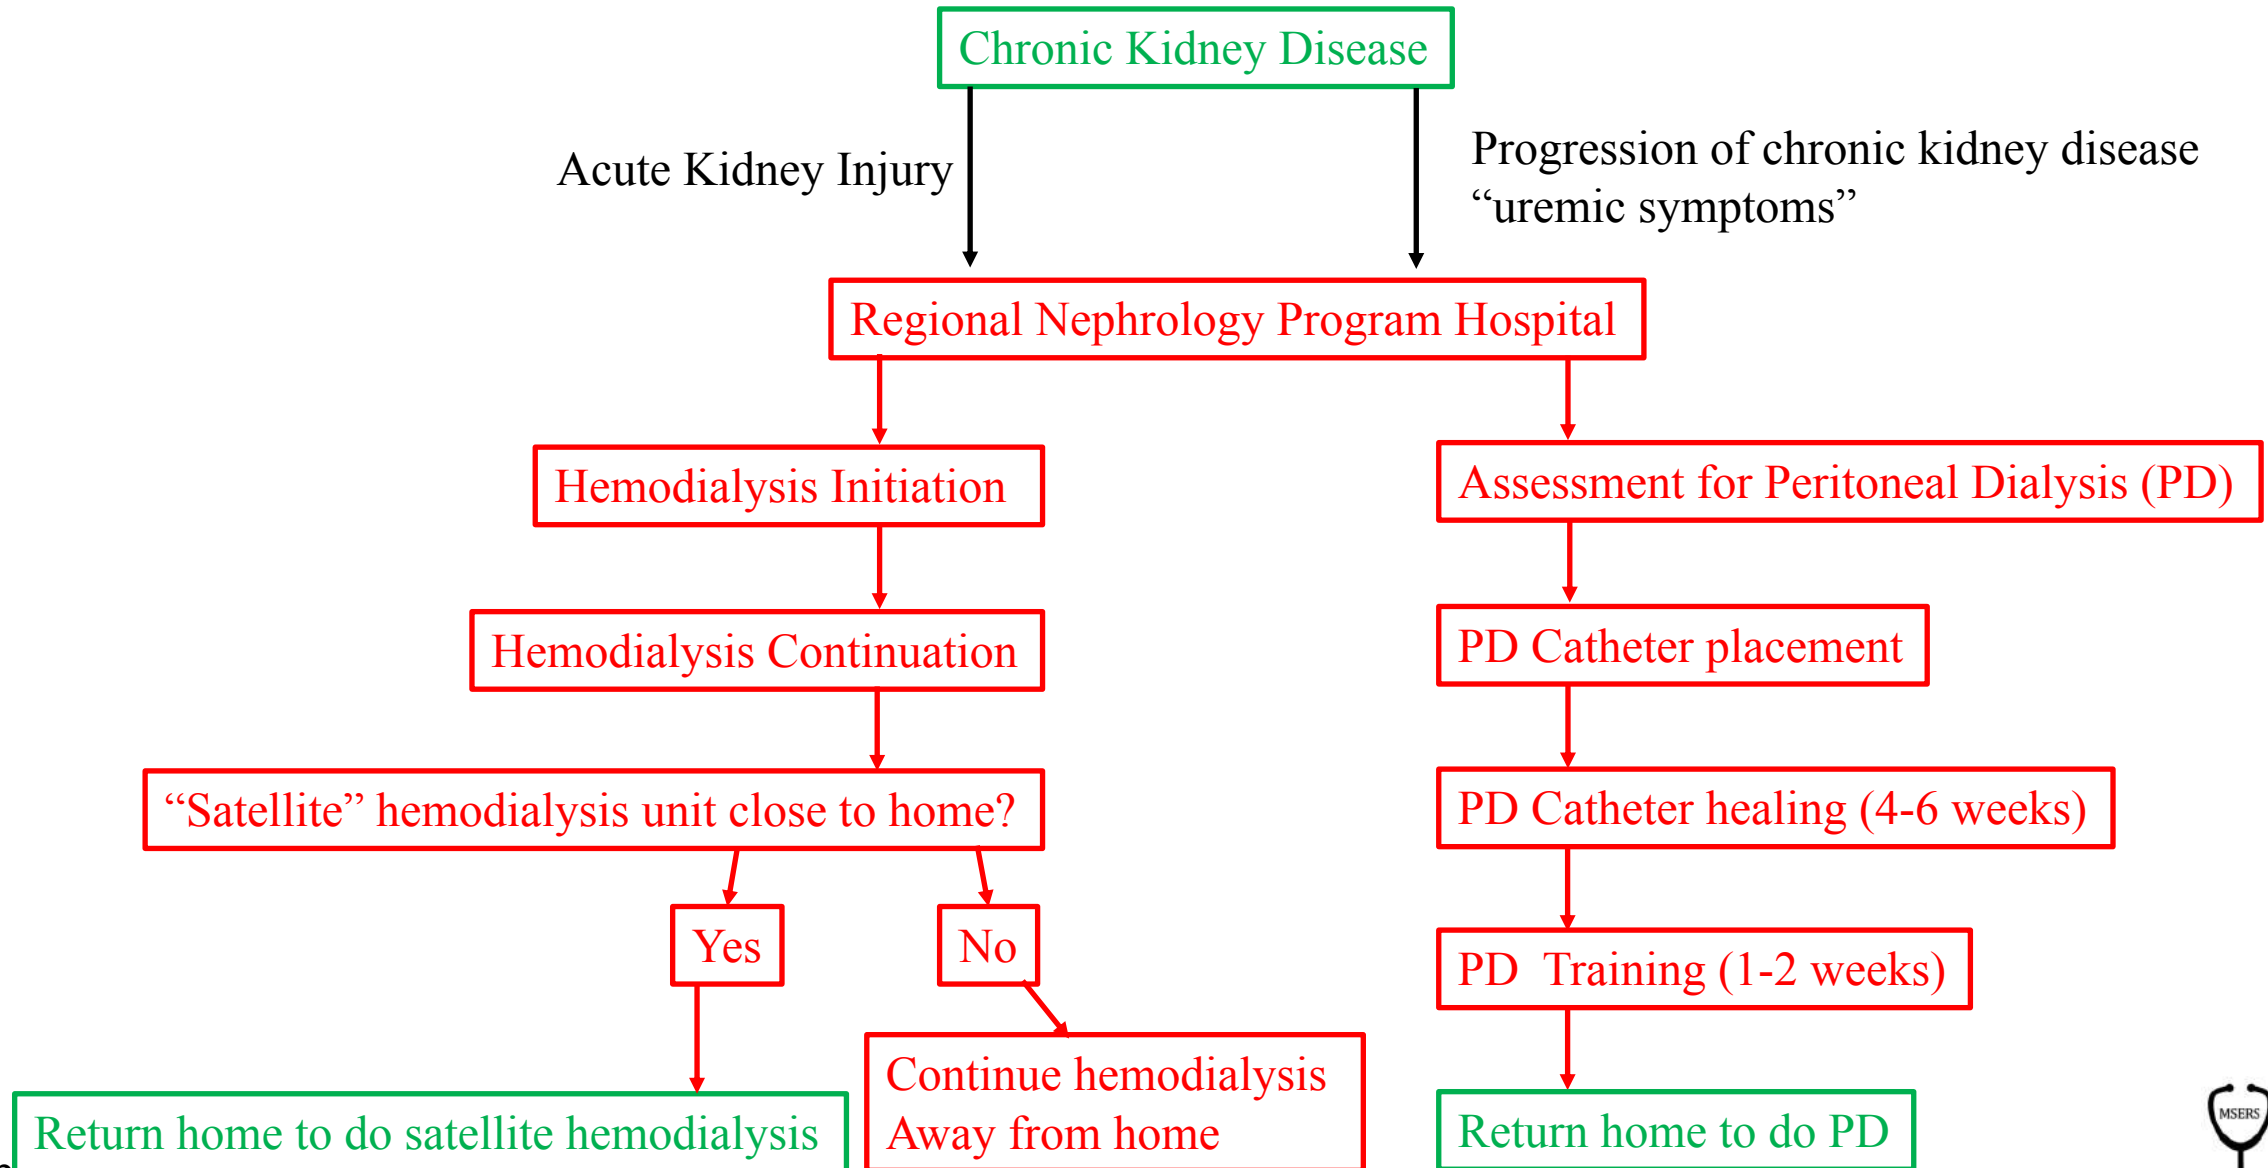 Chronic Kidney Disease
Acute Kidney Injury
Progression of chronic kidney disease
“uremic symptoms”
Regional Nephrology Program Hospital
Hemodialysis Initiation
Assessment for Peritoneal Dialysis (PD)
Hemodialysis Continuation
PD Catheter placement
“Satellite” hemodialysis unit close to home?
PD Catheter healing (4-6 weeks)
Yes
No
PD Training (1-2 weeks)
Return home to do satellite hemodialysis
Continue hemodialysis
Away from home
Return home to do PD
MSERS